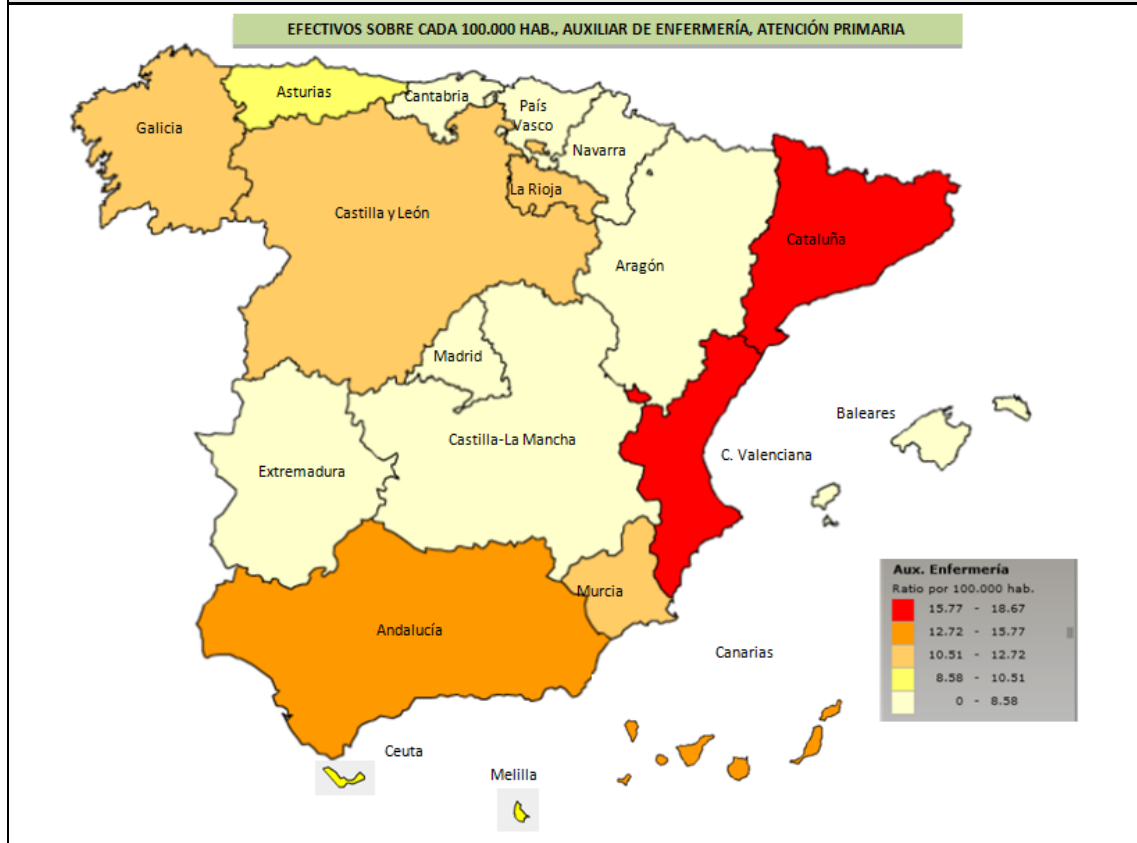 EFECTIVOS SOBRE CADA 100.000 HAB., AUXILIAR DE ENFERMERÍA, ATENCIÓN PRIMARIA
Asturias
Cantabria
País
Vasco
Galicia
Navarra
La Rioja
Castilla y León
Cataluña
Aragón
Madrid
Baleares
Castilla-La Mancha
C. Valenciana
Extremadura
Murcia
Andalucía
Canarias
Ceuta
Melilla
Aux. Enfermería
Ratio por 100.000 hab.
15.77 - 18.67
12.72 - 15.77
10.51 - 12.72
8.58 - 10.51
0 - 8.58